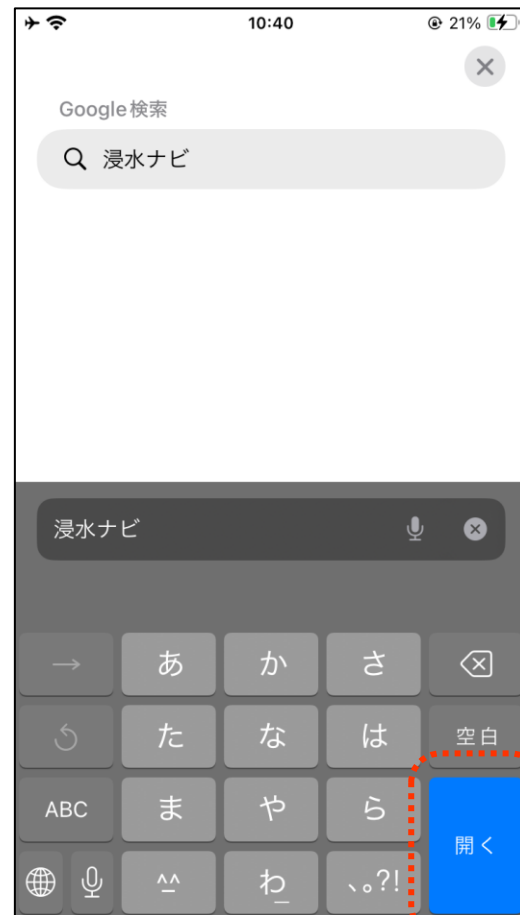 10:40
21%
Google検索
浸水ナビ
浸水ナビ
→ あ か さ
た な は 空白
ABC ま や ら 開く
^^ わ_ 、。?!